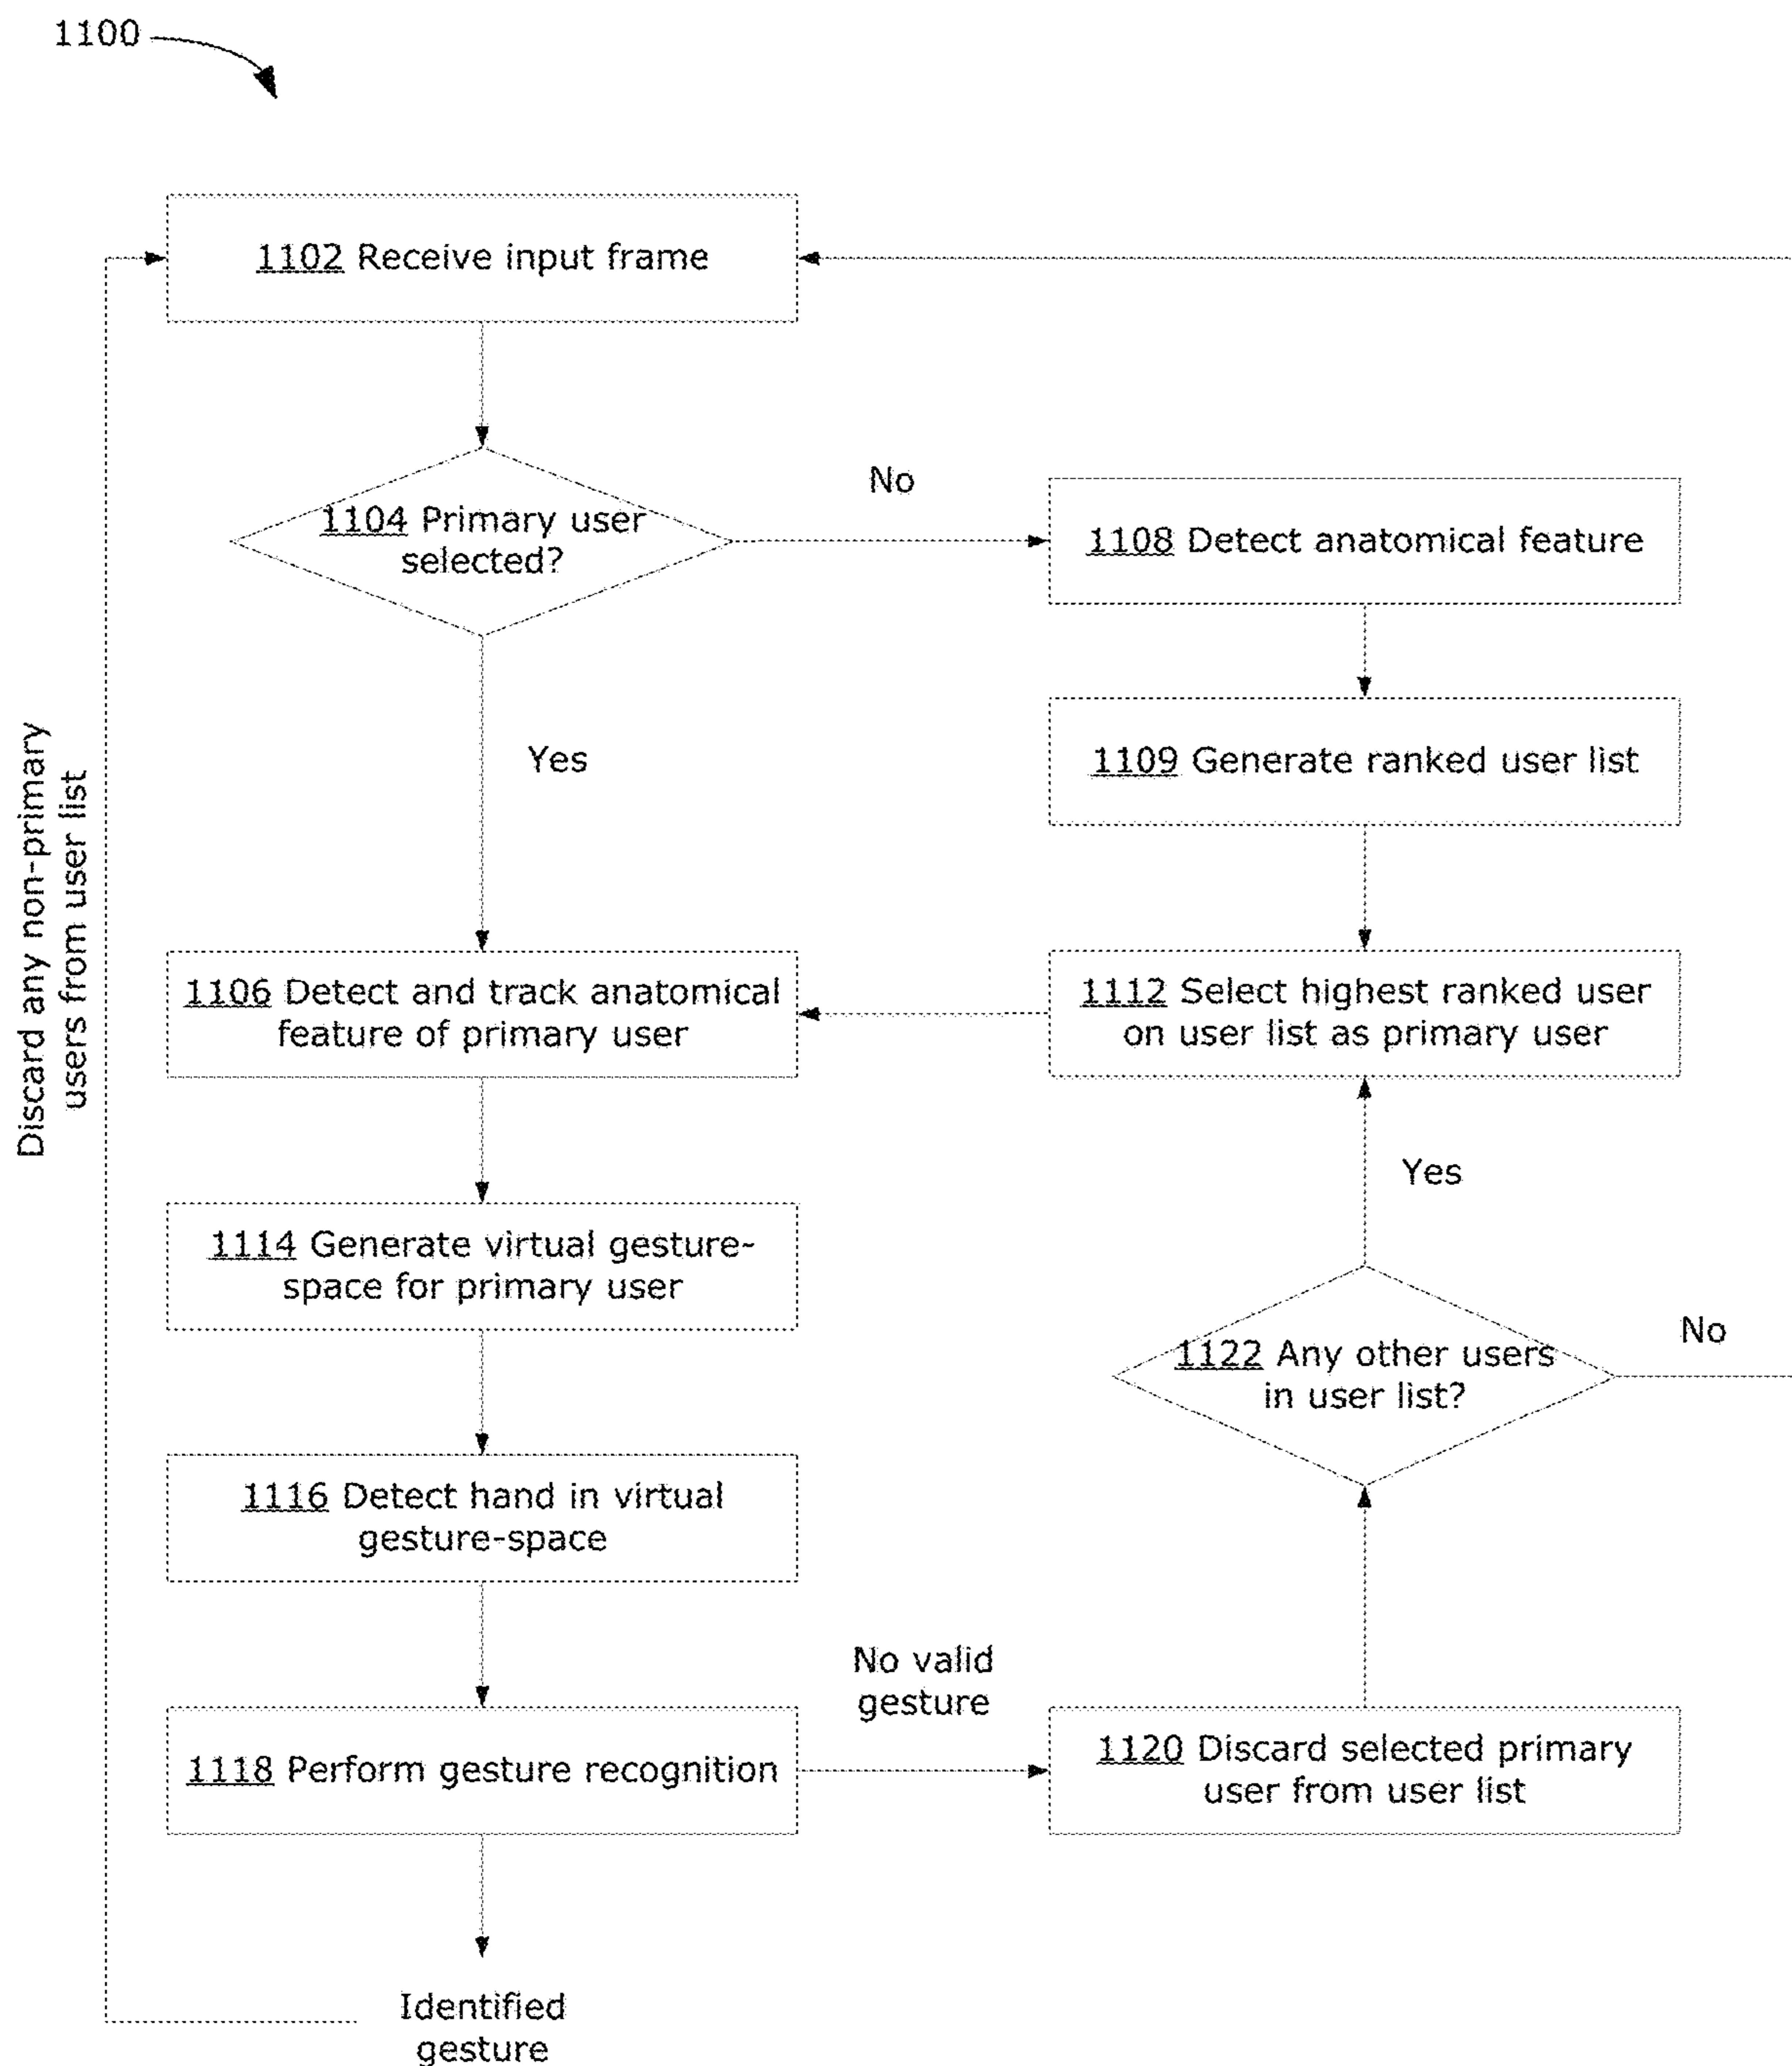 1100
1102 Receive input frame
1104 Primary user
selected?
No
1108 Detect anatomical feature
Yes
1109 Generate ranked user list
Discard any non-primary
users from user list
1106 Detect and track anatomical
feature of primary user
1112 Select highest ranked user
on user list as primary user
Yes
1114 Generate virtual gesture-
space for primary user
1122 Any other users
in user list?
No
1116 Detect hand in virtual
gesture-space
No valid
gesture
1118 Perform gesture recognition
1120 Discard selected primary
user from user list
Identified
gesture